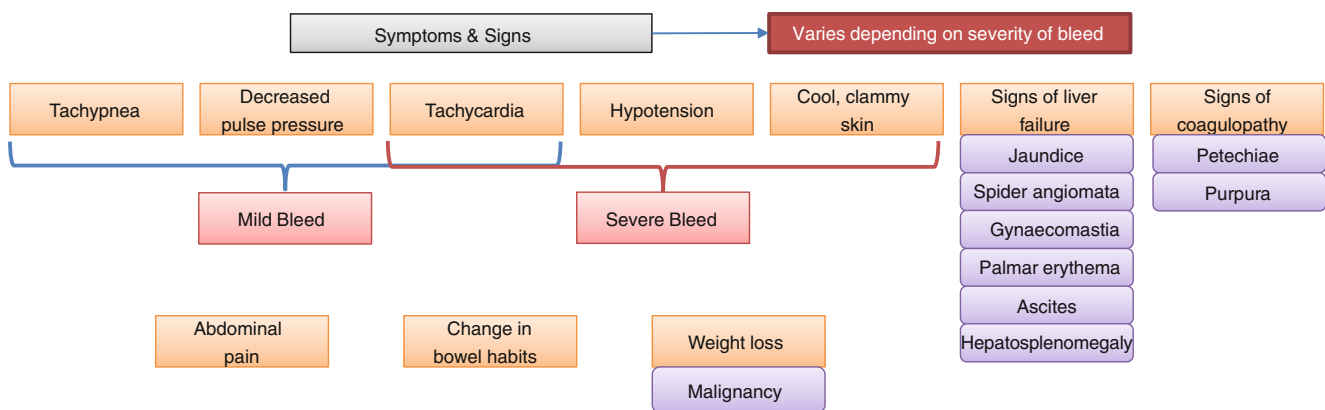 Symptoms & Signs
Varies depending on severity of bleed
Tachypnea
Decreased
pulse pressure
Tachycardia
Hypotension
Cool, clammy
skin
Signs of liver
failure
Signs of
coagulopathy
Jaundice
Petechiae
Spider angiomata
Purpura
Mild Bleed
Severe Bleed
Gynaecomastia
Palmar erythema
Ascites
Hepatosplenomegaly
Abdominal
pain
Change in
bowel habits
Weight loss
Malignancy